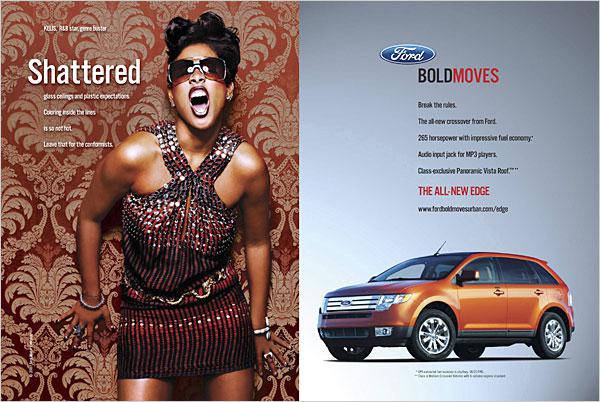 KELIS, R&B star, genre buster
Shattered
glass ceilings and plastic expectations.
Coloring inside the lines
is so not hot.
Leave that for the conformists.
Ford
BOLDMOVES
Break the rules.
The all-new crossover from Ford.
265 horsepower with impressive fuel economy.*
Audio input jack for MP3 players.
Class-exclusive Panoramic Vista Roof.™**
THE ALL-NEW EDGE
www.fordboldmovesurban.com/edge